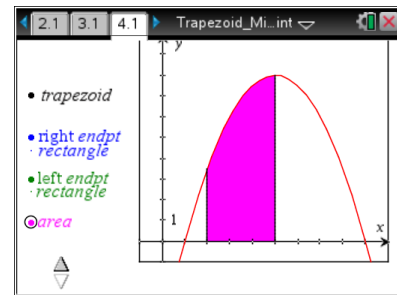 2.1 3.1 4.1 Trapezoid_Mi...int
y
trapezoid
right endpt
rectangle
left endpt
rectangle
1
x
area